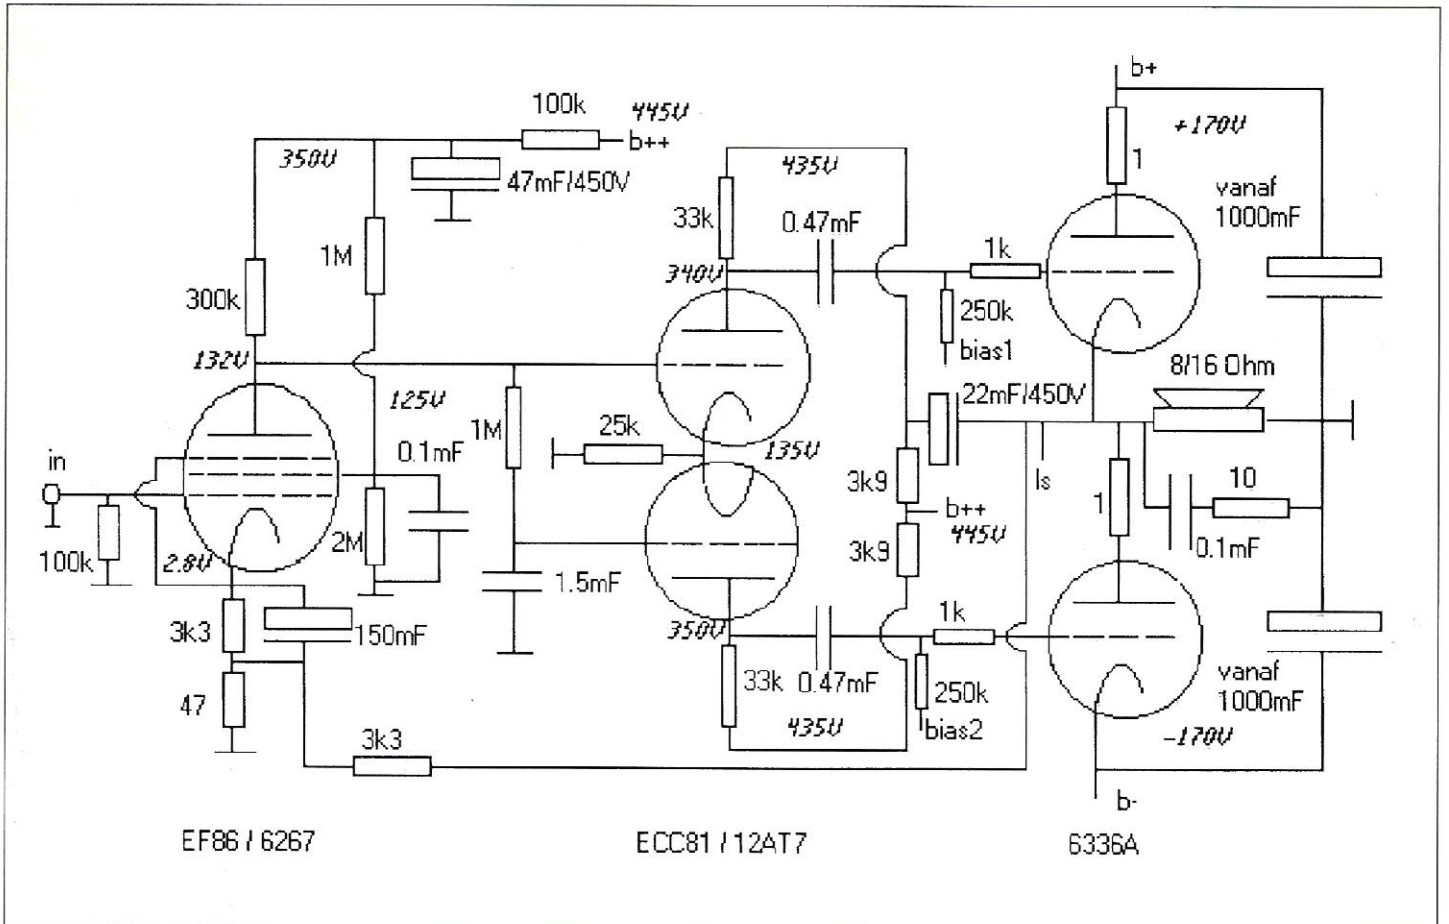 b+
100k
445V
b++
+170V
350V
47mF/450V
435V
1
vanaf
1000mF
33k
0.47mF
1M
1k
340V
300k
250k
bias1
132V
8/16 Ohm
125V
22mF/450V
1M
25k
0.1mF
135V
in
3k9
ls
10
1
b++
445V
100k
2M
3k9
0.1mF
2.8V
1.5mF
1k
3k3
150mF
350V
33k
0.47mF
250k
vanaf
1000mF
47
435V
bias2
-170V
3k3
b-
EF86 / 6267
ECC81 / 12AT7
6336A